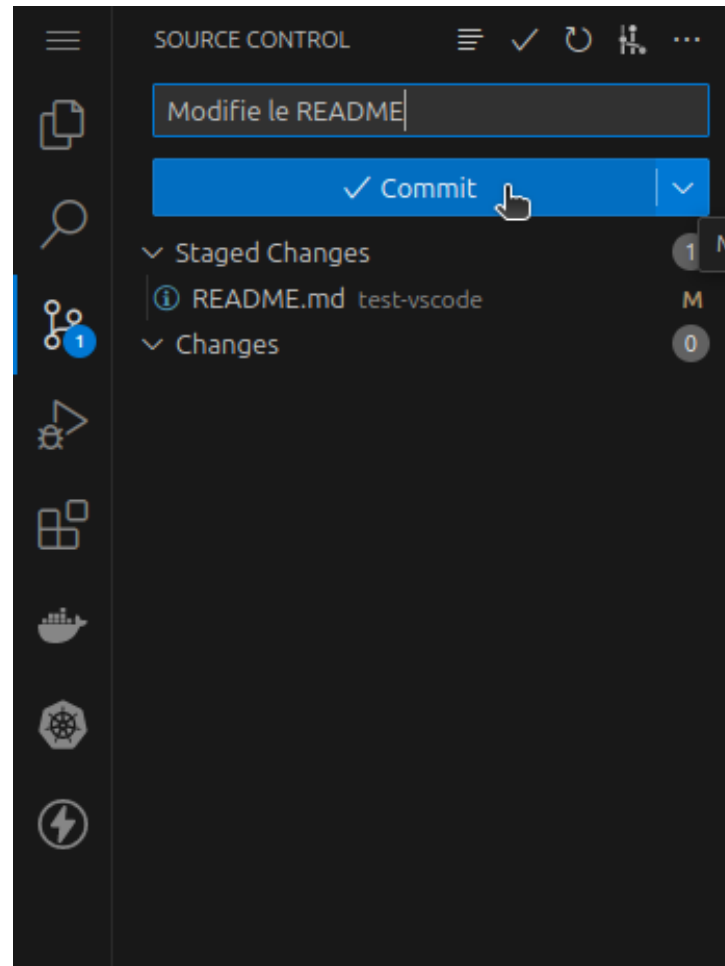 SOURCE CONTROL
Modifie le README
Commit
Staged Changes 1
README.md test-vscode M
1
Changes 0